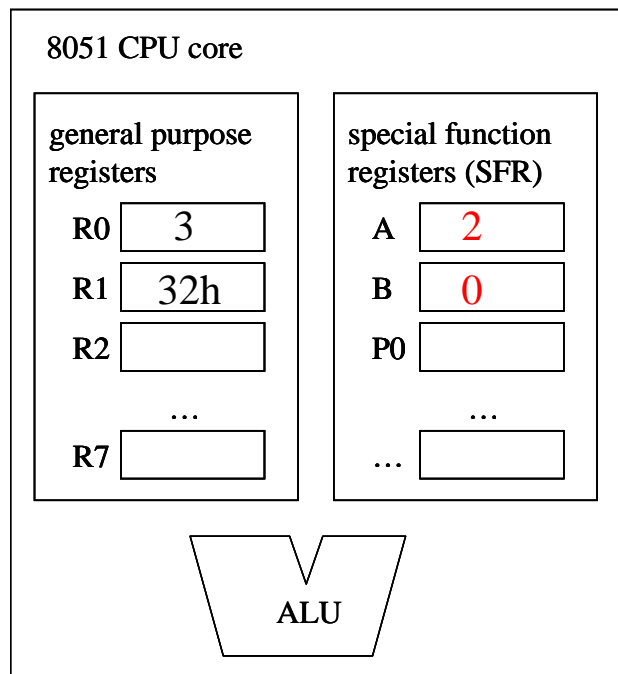 8051 CPU core
general purpose
registers
R0 3
R1 32h
R2
...
R7
special function
registers (SFR)
A 2
B 0
P0
...
...
ALU